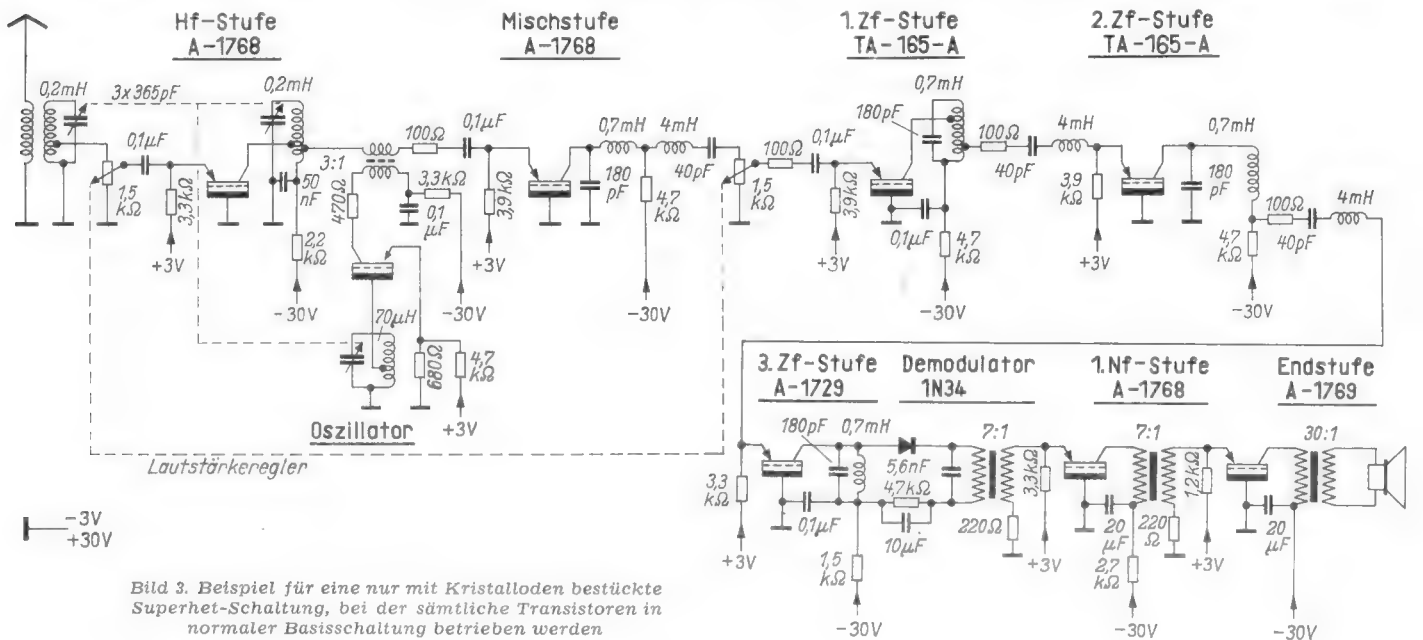 Hf-Stufe
A-1768
Mischstufe
A-1768
1. Zf-Stufe
TA-165-A
2. Zf-Stufe
TA-165-A
0,2mH
3x365pF
0,1µF
1,5
kΩ
3,3kΩ
+3V
0,2mH
50
nF
2,2
kΩ
-30V
3:1
470Ω
100Ω
3,3kΩ
0,1
µF
-30V
0,1µF
3,9kΩ
+3V
180
pF
0,7mH
4mH
40pF
4,7
kΩ
-30V
1,5
kΩ
100Ω
0,1µF
3,9kΩ
+3V
0,7mH
180pF
0,1µF
4,7
kΩ
-30V
100Ω
40pF
4mH
3,9
kΩ
+3V
180
pF
0,7mH
100Ω
40pF
4mH
4,7
kΩ
-30V
70µH
680Ω
4,7
kΩ
+3V
Oszillator
Lautstärkeregler
-3V
+30V
3. Zf-Stufe
A-1729
Demodulator
1N34
1. Nf-Stufe
A-1768
Endstufe
A-1769
3,3
kΩ
+3V
180pF
0,7mH
0,1µF
1,5
kΩ
-30V
5,6nF
4,7kΩ
10µF
7:1
220Ω
3,3kΩ
+3V
20
µF
7:1
2,7
kΩ
-30V
220
Ω
1,2kΩ
+3V
20
µF
30:1
-30V
Bild 3. Beispiel für eine nur mit Kristalloden bestückte
Superhet-Schaltung, bei der sämtliche Transistoren in
normaler Basisschaltung betrieben werden